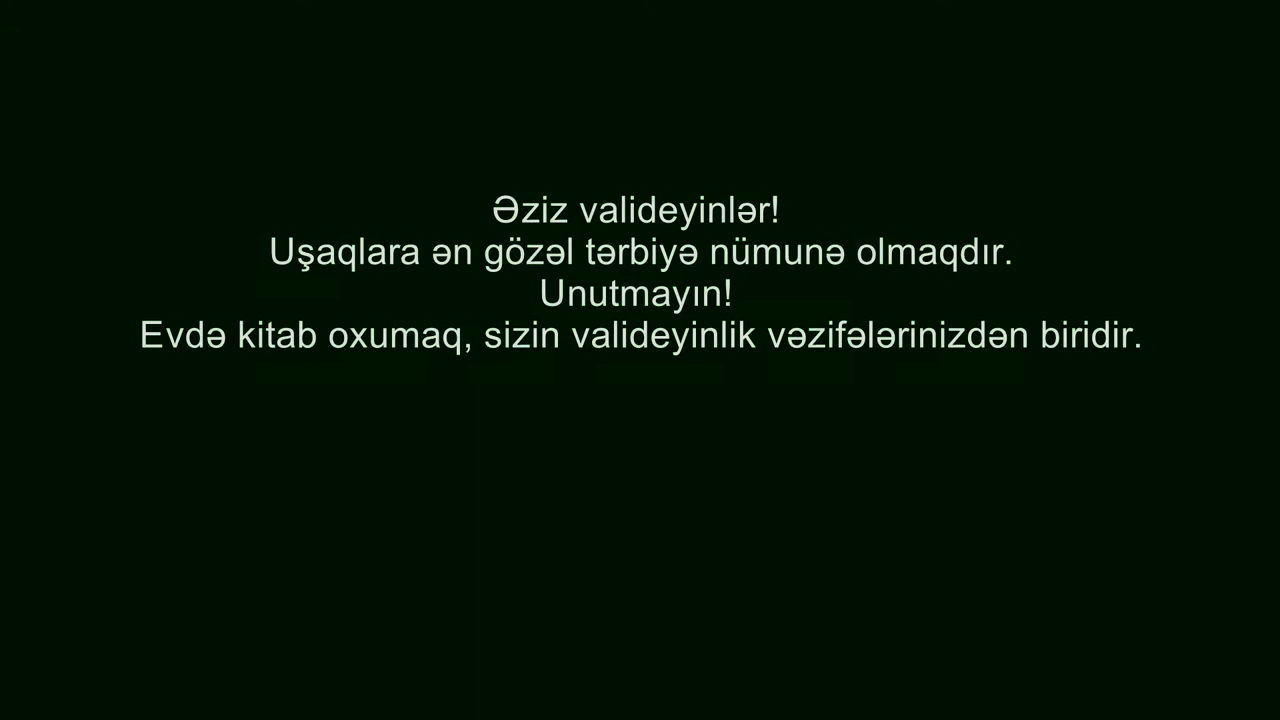 Əziz valideyinlər!
Uşaqlara ən gözəl tərbiyə nümunə olmaqdır.
Unutmayın!
Evdə kitab oxumaq, sizin valideyinlik vəzifələrinizdən biridir.